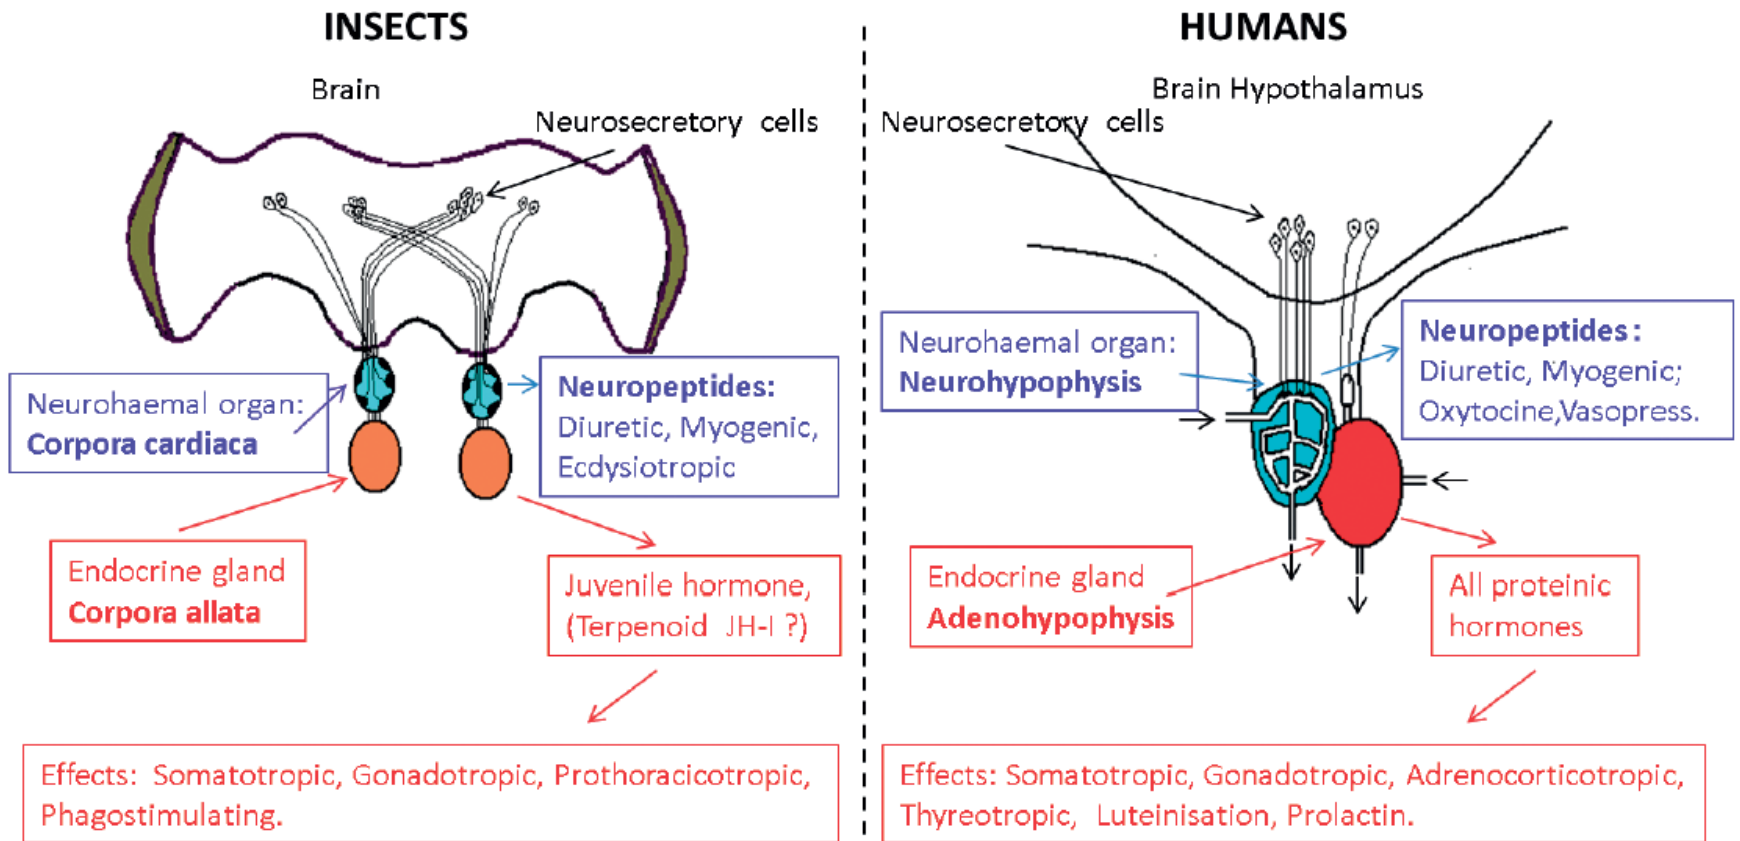 INSECTS
Brain
Neurosecretory cells
Neurohaemal organ:
Corpora cardiaca
Neuropeptides:
Diuretic, Myogenic,
Ecdysiotropic
Endocrine gland
Corpora allata
Juvenile hormone,
(Terpenoid JH-I ?)
Effects: Somatotropic, Gonadotropic, Prothoracicotropic,
Phagostimulating.
HUMANS
Brain Hypothalamus
Neurosecretory cells
Neurohaemal organ:
Neurohypophysis
Neuropeptides :
Diuretic, Myogenic;
Oxytocine,Vasopress.
Endocrine gland
Adenohypophysis
All proteinic
hormones
Effects: Somatotropic, Gonadotropic, Adrenocorticotropic,
Thyreotropic, Luteinisation, Prolactin.